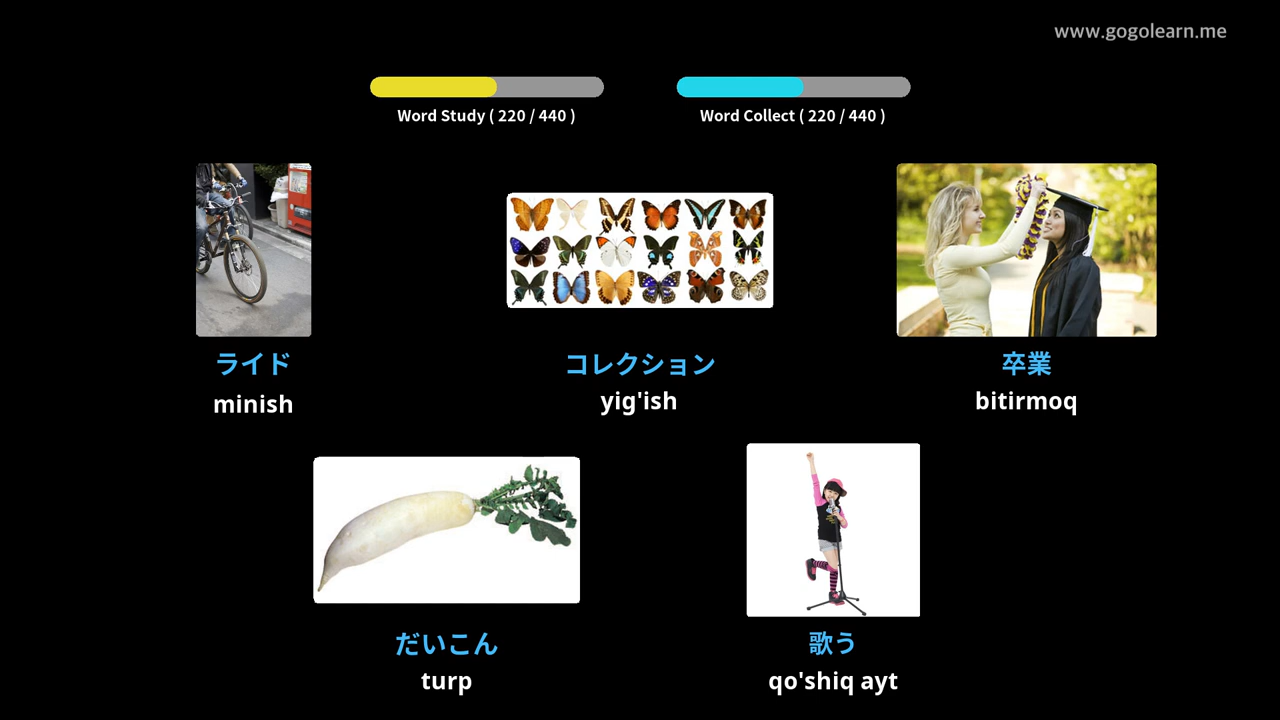 www.gogolearn.me
Word Study ( 220 / 440 )
Word Collect ( 220 / 440 )
ライド
minish
コレクション
yig'ish
卒業
bitirmoq
だいこん
turp
歌う
qo'shiq ayt